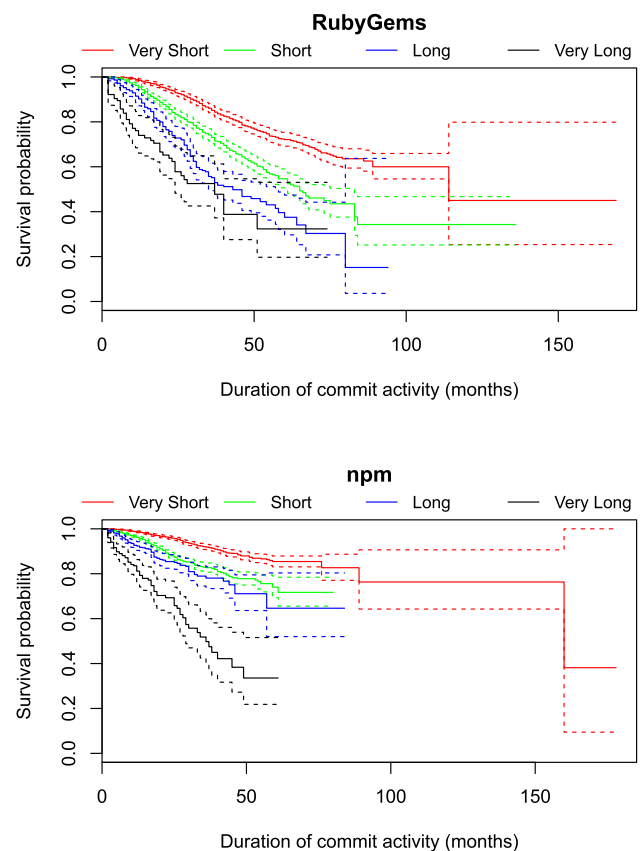 RubyGems
Very Short Short Long Very Long
1.0
0.8
0.6
0.4
0.2
0.0
Survival probability
0 50 100 150
Duration of commit activity (months)
npm
Very Short Short Long Very Long
1.0
0.8
0.6
0.4
0.2
0.0
Survival probability
0 50 100 150
Duration of commit activity (months)